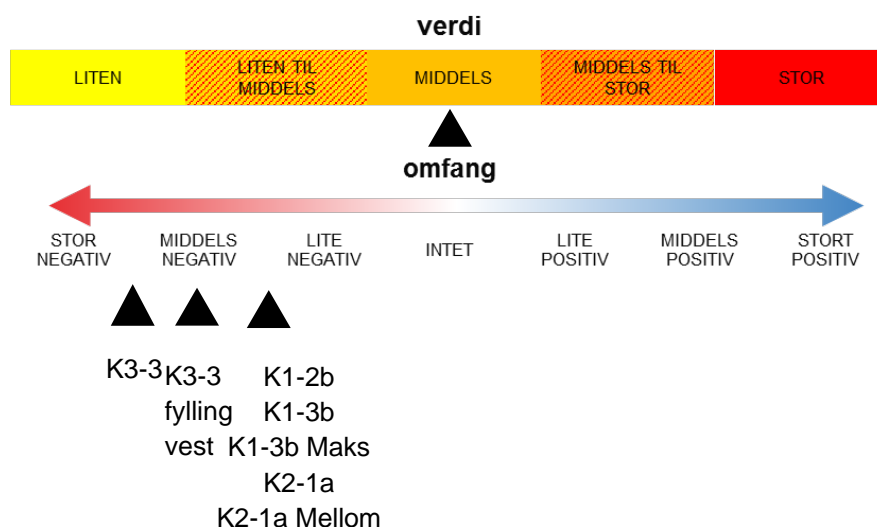 verdi
LITEN
LITEN TIL
MIDDELS
MIDDELS
MIDDELS TIL
STOR
STOR
omfang
STOR
NEGATIV
MIDDELS
NEGATIV
LITE
NEGATIV
INTET
LITE
POSITIV
MIDDELS
POSITIV
STORT
POSITIV
K3-3
K3-3
fylling
vest
K1-2b
K1-3b
K1-3b Maks
K2-1a
K2-1a Mellom